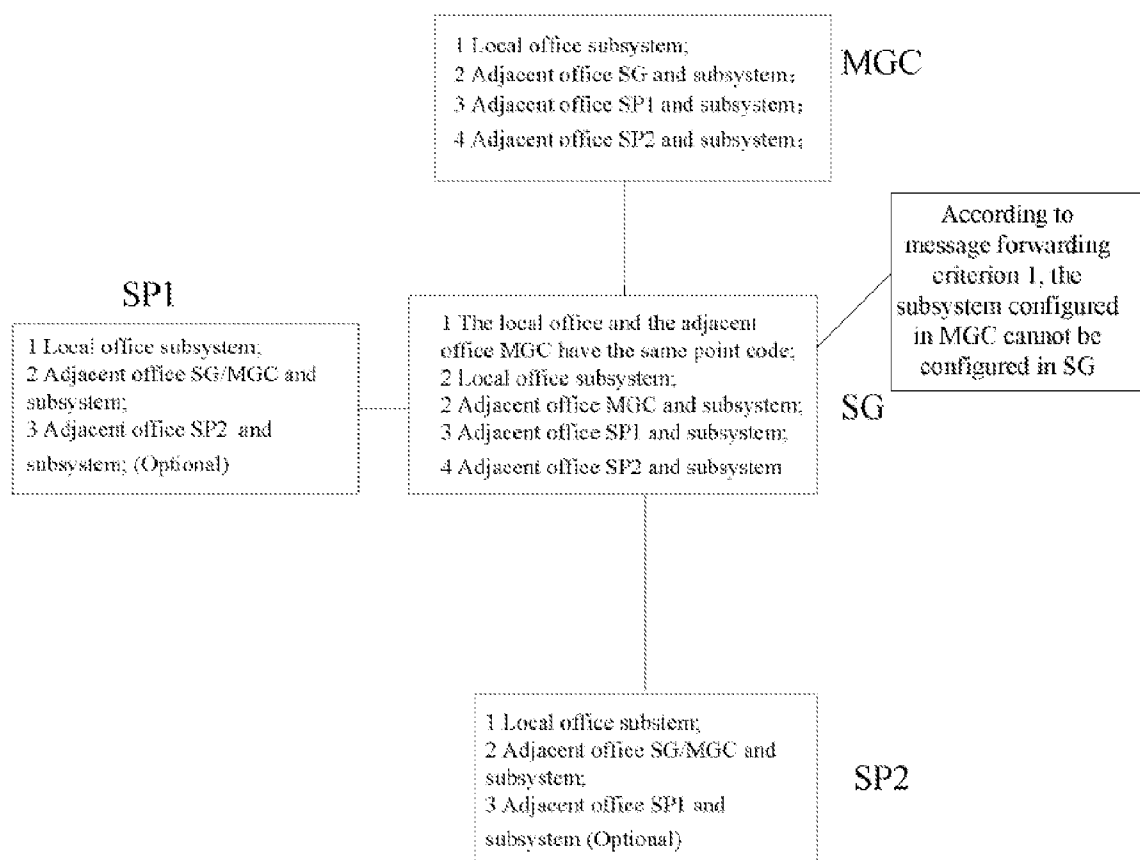 1 Local office subsystem;
2 Adjacent office SG and subsystem;
3 Adjacent office SP1 and subsystem;
4 Adjacent office SP2 and subsystem;
MGC
According to
message forwarding
criterion 1, the
subsystem configured
in MGC cannot be
configured in SG
SP1
1 Local office subsystem;
2 Adjacent office SG/MGC and
subsystem;
3 Adjacent office SP2 and
subsystem; (Optional)
1 The local office and the adjacent
office MGC have the same point code;
2 Local office subsystem;
2 Adjacent office MGC and subsystem;
3 Adjacent office SP1 and subsystem;
4 Adjacent office SP2 and subsystem
SG
1 Local office substem;
2 Adjacent office SG/MGC and
subsystem;
3 Adjacent office SP1 and
subsystem (Optional)
SP2